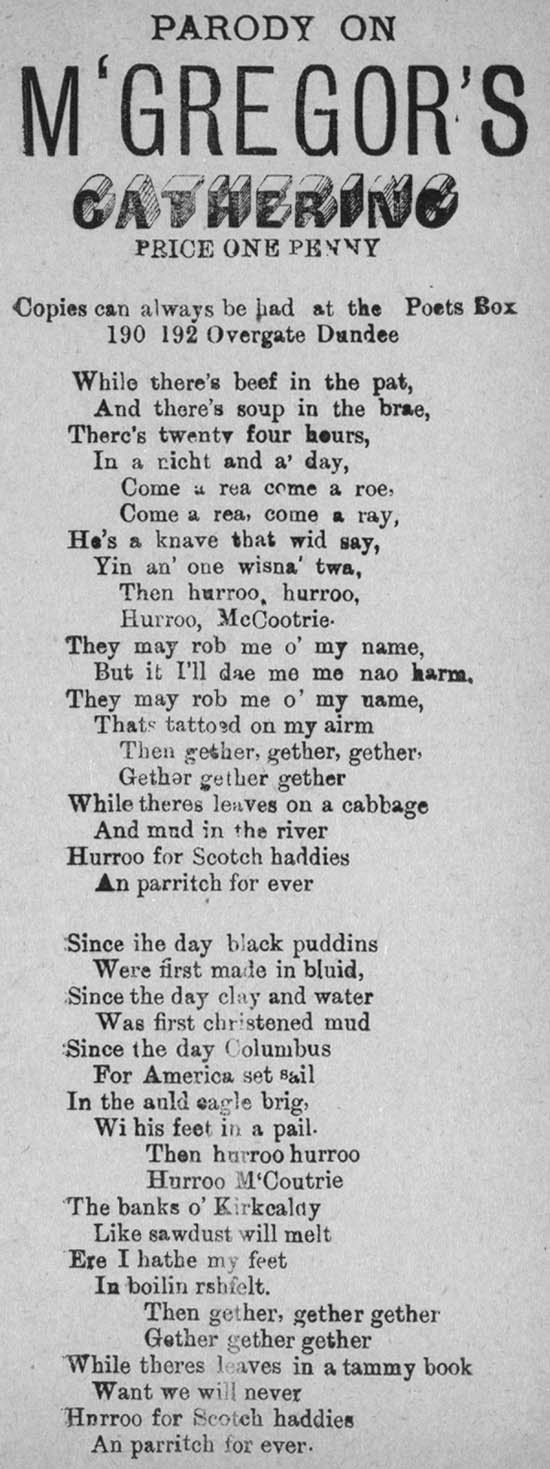 PARODY ON
M'GREGOR'S
GATHERING
PRICE ONE PENNY
Copies can always be had at the Poets Box
190 192 Overgate Dundee
While there's beef in the pat,
And there's soup in the brae,
There's twenty four hours,
In a nicht and a' day,
Come a rea come a roe,
Come a rea, come a ray,
He's a knave that wid say,
Yin an' one wisna' twa,
Then hurroo, hurroo,
Hurroo, McCootrie.
They may rob me o' my name,
But it I'll dae me me nao harm.
They may rob me o' my uame,
Thats tattoed on my airm
Then gether, gether, gether,
Gether gether gether
While theres leaves on a cabbage
And mud in the river
Hurroo for Scotch haddies
An parritch for ever
Since ihe day black puddins
Were first made in bluid,
Since the day clay and water
Was first christened mud
Since the day Columbus
For America set sail
In the auld eagle brig,
Wi his feet in a pail.
Then hurroo hurroo
Hurroo M'Coutrie
The banks o' Kirkcaldy
Like sawdust will melt
Ere I hathe my feet
In boilin
Then gether, gether gether
Gether gether gether
While theres leaves in a tammy book
Want we will never
Hnrroo for Scotch haddies
An parritch for ever.